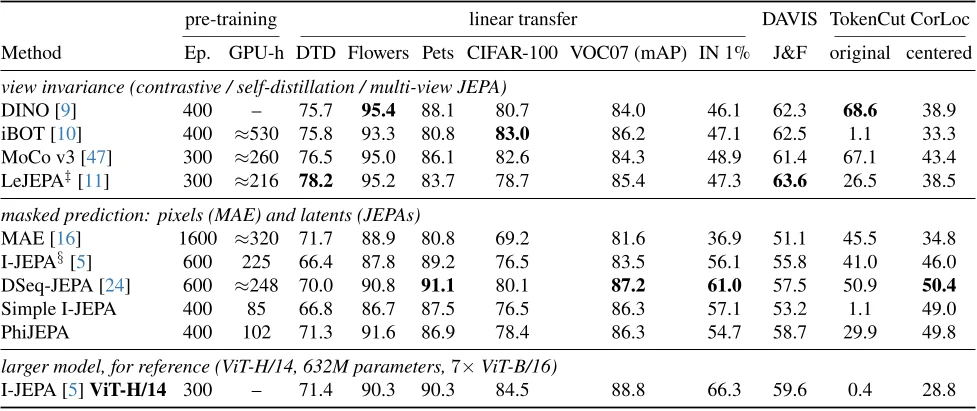 pre-training linear transfer DAVIS TokenCut CorLoc
Method Ep. GPU-h DTD Flowers Pets CIFAR-100 VOC07 (mAP) IN 1% J&F original centered
view invariance (contrastive / self-distillation / multi-view JEPA)
DINO [9] 400 – 75.7 95.4 88.1 80.7 84.0 46.1 62.3 68.6 38.9
iBOT [10] 400 ≈530 75.8 93.3 80.8 83.0 86.2 47.1 62.5 1.1 33.3
MoCo v3 [47] 300 ≈260 76.5 95.0 86.1 82.6 84.3 48.9 61.4 67.1 43.4
LeJEPA‡ [11] 300 ≈216 78.2 95.2 83.7 78.7 85.4 47.3 63.6 26.5 38.5
masked prediction: pixels (MAE) and latents (JEPAs)
MAE [16] 1600 ≈320 71.7 88.9 80.8 69.2 81.6 36.9 51.1 45.5 34.8
I-JEPA§ [5] 600 225 66.4 87.8 89.2 76.5 83.5 56.1 55.8 41.0 46.0
DSeq-JEPA [24] 600 ≈248 70.0 90.8 91.1 80.1 87.2 61.0 57.5 50.9 50.4
Simple I-JEPA 400 85 66.8 86.7 87.5 76.5 86.3 57.1 53.2 1.1 49.0
PhiJEPA 400 102 71.3 91.6 86.9 78.4 86.3 54.7 58.7 29.9 49.8
larger model, for reference (ViT-H/14, 632M parameters, 7× ViT-B/16)
I-JEPA [5] ViT-H/14 300 – 71.4 90.3 90.3 84.5 88.8 66.3 59.6 0.4 28.8